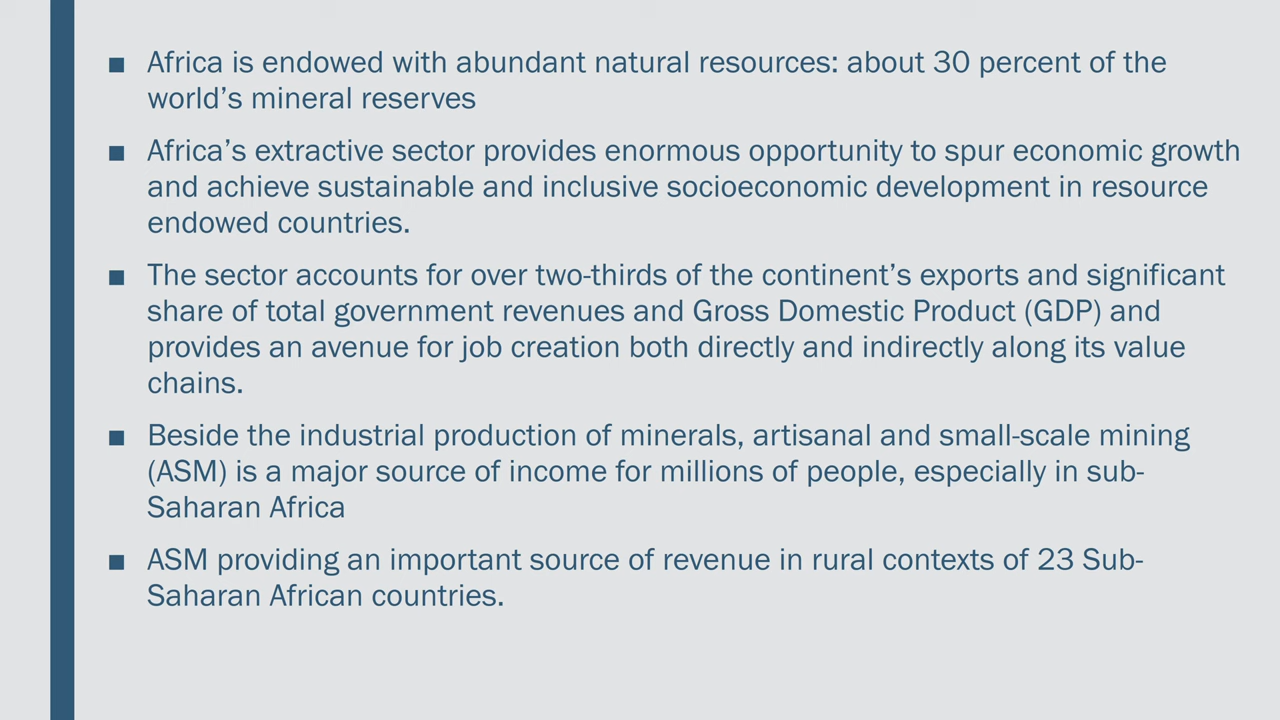 ■ Africa is endowed with abundant natural resources: about 30 percent of the
world’s mineral reserves
■ Africa’s extractive sector provides enormous opportunity to spur economic growth
and achieve sustainable and inclusive socioeconomic development in resource
endowed countries.
■ The sector accounts for over two-thirds of the continent’s exports and significant
share of total government revenues and Gross Domestic Product (GDP) and
provides an avenue for job creation both directly and indirectly along its value
chains.
■ Beside the industrial production of minerals, artisanal and small-scale mining
(ASM) is a major source of income for millions of people, especially in sub-
Saharan Africa
■ ASM providing an important source of revenue in rural contexts of 23 Sub-
Saharan African countries.